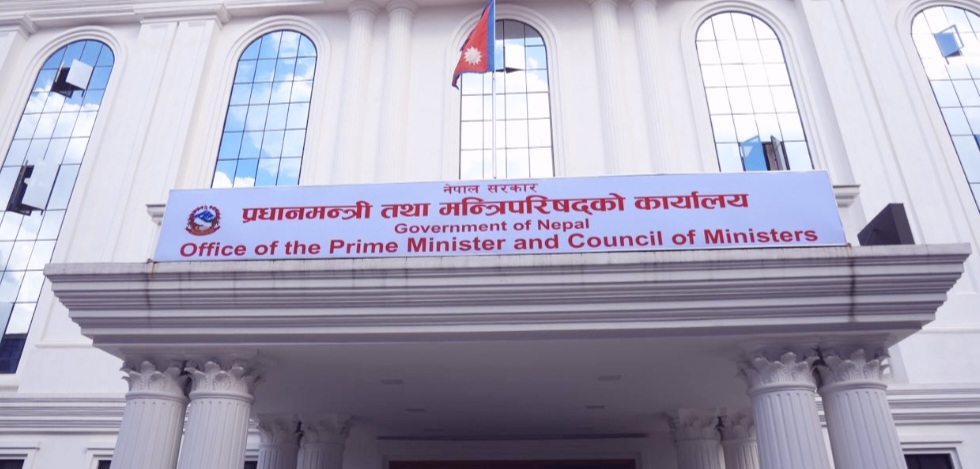 नेपाल सरकार
प्रधानमन्त्री तथा मन्त्रिपरिषद्को कार्यालय
Government of Nepal
Office of the Prime Minister and Council of Ministers